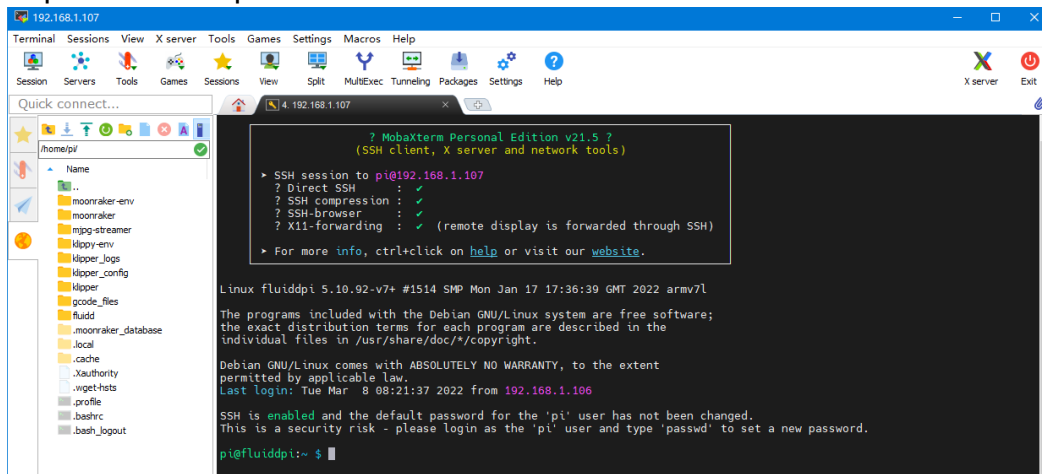 192.168.1.107
Terminal Sessions View X server Tools Games Settings Macros Help
Session Servers Tools Games Sessions View Split MultiExec Tunneling Packages Settings Help X server Exit
Quick connect...
4. 192.168.1.107
/home/pi/
Name
..
moonraker-env
moonraker
mjpg-streamer
klippy-env
klipper_logs
klipper_config
klipper
gcode_files
fluidd
.moonraker_database
.local
.cache
.Xauthority
.wget-hsts
.profile
.bashrc
.bash_logout
? MobaXterm Personal Edition v21.5 ?
(SSH client, X server and network tools)
➤ SSH session to pi@192.168.1.107
? Direct SSH : ✔
? SSH compression : ✔
? SSH-browser : ✔
? X11-forwarding : ✔ (remote display is forwarded through SSH)
➤ For more info, ctrl+click on help or visit our website.
Linux fluiddpi 5.10.92-v7+ #1514 SMP Mon Jan 17 17:36:39 GMT 2022 armv7l
The programs included with the Debian GNU/Linux system are free software;
the exact distribution terms for each program are described in the
individual files in /usr/share/doc/*/copyright.
Debian GNU/Linux comes with ABSOLUTELY NO WARRANTY, to the extent
permitted by applicable law.
Last login: Tue Mar  8 08:21:37 2022 from 192.168.1.106
SSH is enabled and the default password for the 'pi' user has not been changed.
This is a security risk - please login as the 'pi' user and type 'passwd' to set a new password.
pi@fluiddpi:~ $